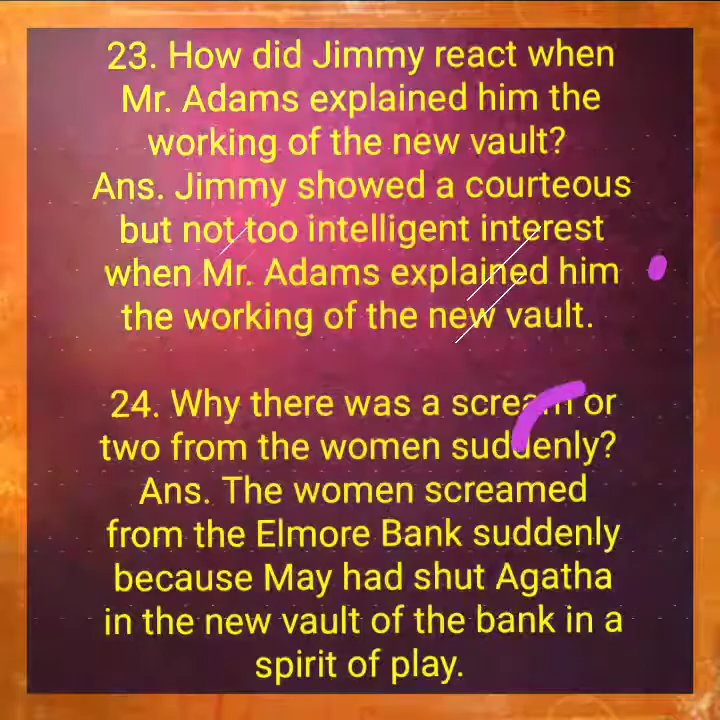 23. How did Jimmy react when
Mr. Adams explained him the
working of the new vault?
Ans. Jimmy showed a courteous
but not too intelligent interest
when Mr. Adams explained him
the working of the new vault.
24. Why there was a scream or
two from the women suddenly?
Ans. The women screamed
from the Elmore Bank suddenly
because May had shut Agatha
in the new vault of the bank in a
spirit of play.